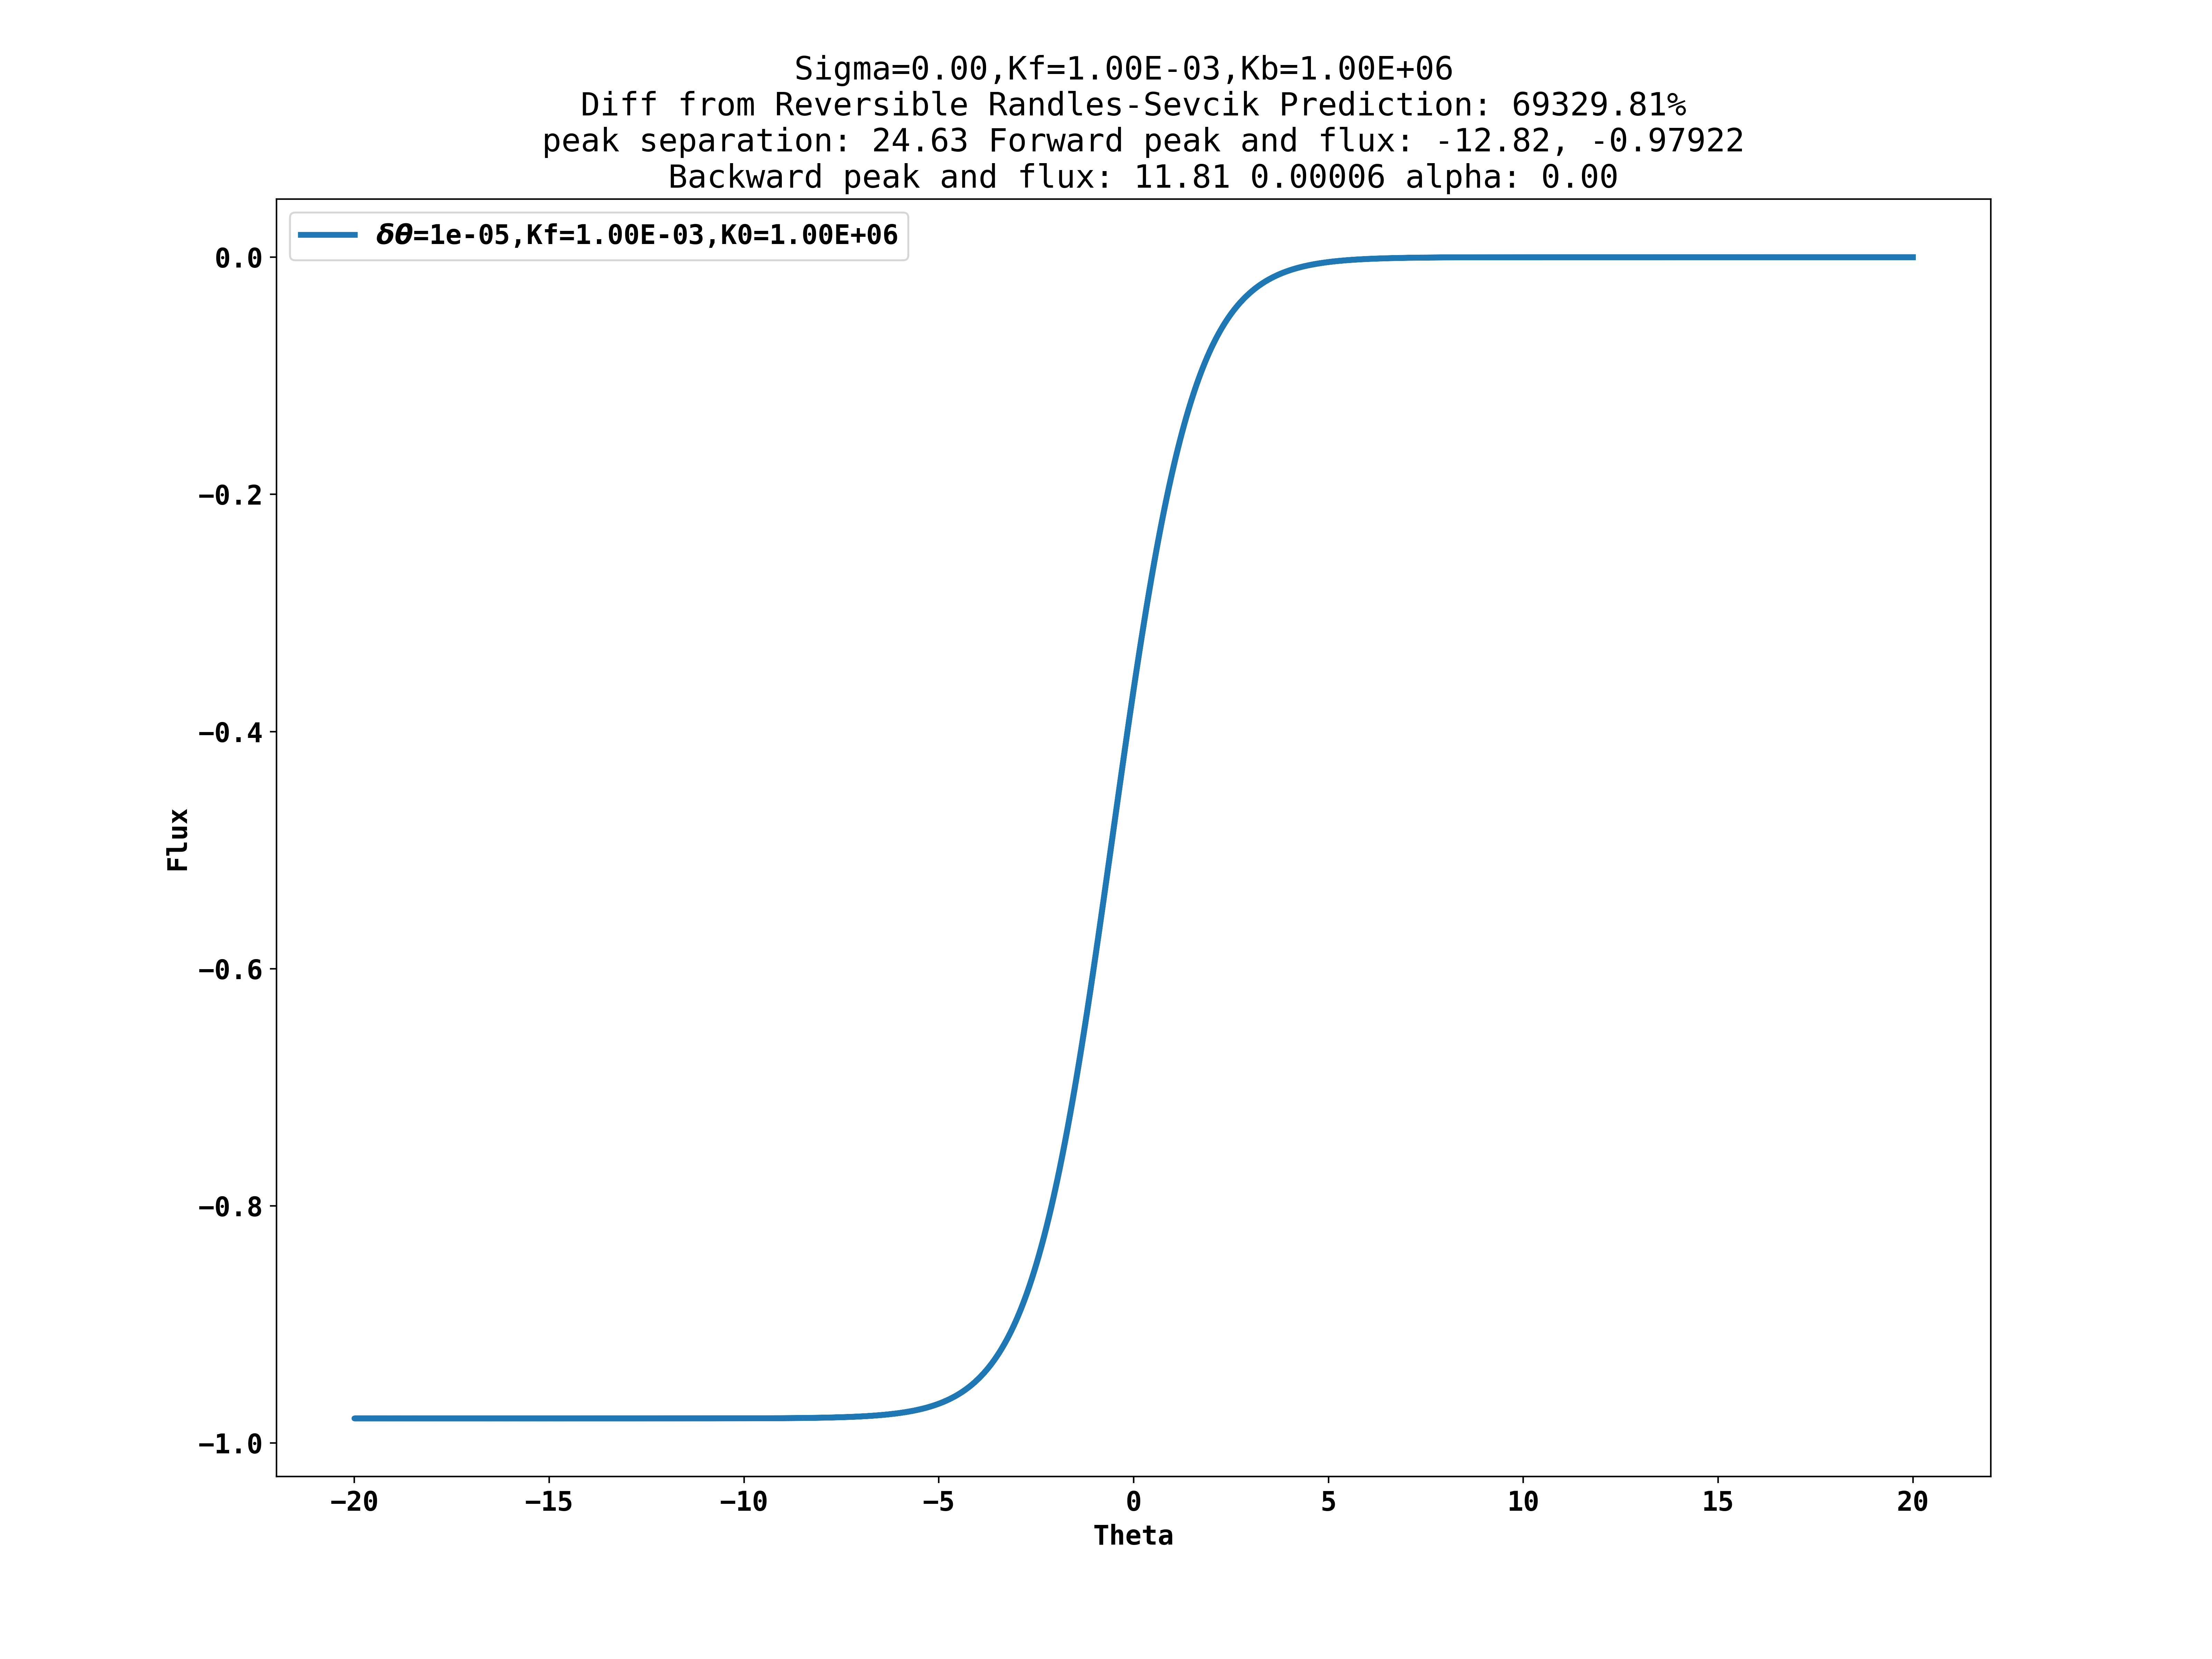 Sigma=0.00,Kf=1.00E-03,Kb=1.00E+06
Diff from Reversible Randles-Sevcik Prediction: 69329.81%
peak separation: 24.63 Forward peak and flux: -12.82, -0.97922
Backward peak and flux: 11.81 0.00006 alpha: 0.00
δθ=1e-05,Kf=1.00E-03,K0=1.00E+06
0.0
−0.2
−0.4
−0.6
−0.8
−1.0
Flux
−20 −15 −10 −5 0 5 10 15 20
Theta